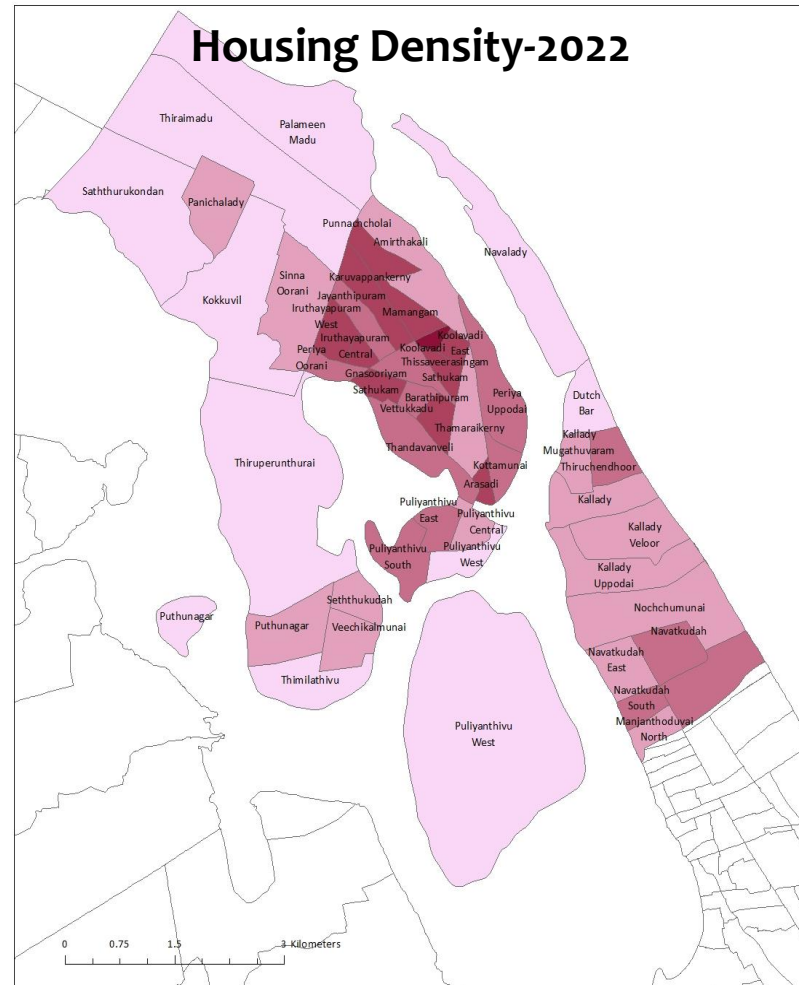 Housing Density-2022
Thiraimadu
Palameen
Madu
Saththurukondan
Panichalady
Punnachcholai
Amirthakali
Navalady
Sinna
Oorani
Karuvappankerny
Kokkuvil
Jayanthipuram
Iruthayapuram
West
Mamangam
Iruthayapuram
Central
Koolavadi
Koolavadi
East
Periya
Oorani
Thissaveerasingam
Sathukam
Gnasooriyam
Sathukam
Barathipuram
Vettukkadu
Periya
Uppodai
Dutch
Bar
Thamaraikerny
Kallady
Mugathuvaram
Thiruchendhoor
Thandavanveli
Thiruperunthurai
Kottamunai
Arasadi
Kallady
Puliyanthivu
East
Puliyanthivu
Central
Kallady
Veloor
Puliyanthivu
South
Puliyanthivu
West
Kallady
Uppodai
Seththukudah
Nochchumunai
Puthunagar
Puthunagar
Veechikalmunai
Navatkudah
Navatkudah
East
Thimilathivu
Navatkudah
South
Manjanthoduvai
North
Puliyanthivu
West
0 0.75 1.5 3 Kilometers